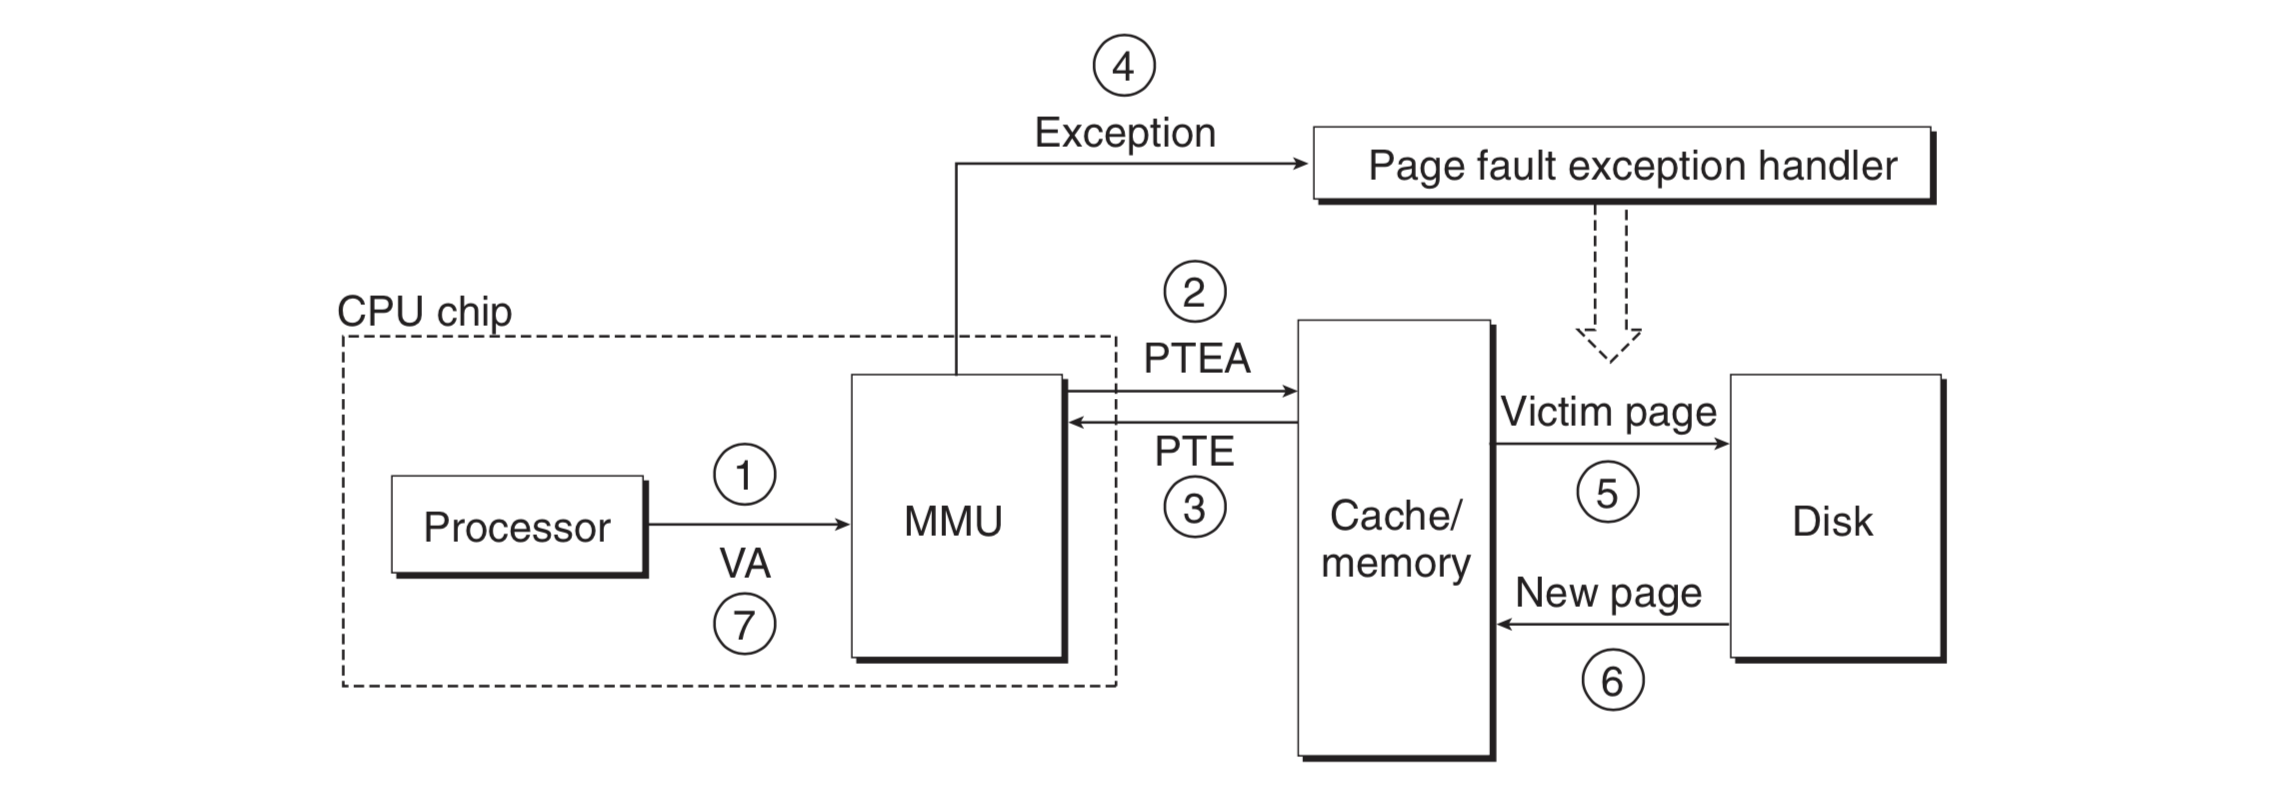 4
Exception
Page fault exception handler
CPU chip
2
PTEA
PTE
3
Processor
1
VA
7
MMU
Cache/
memory
Victim page
5
New page
6
Disk